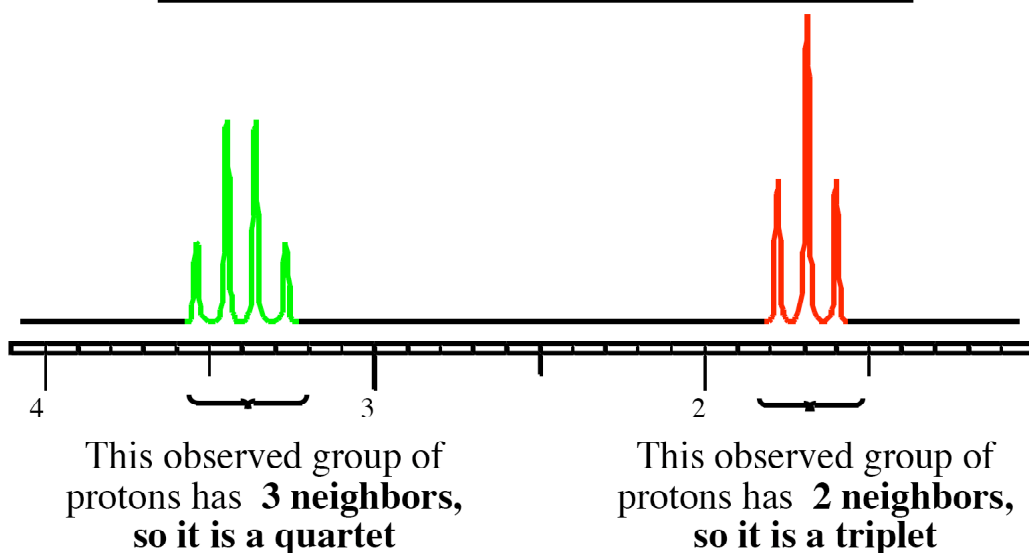 4 3 2
This observed group of
protons has 3 neighbors,
so it is a quartet
This observed group of
protons has 2 neighbors,
so it is a triplet